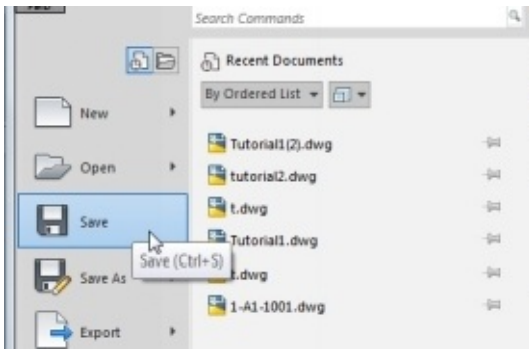 Search Commands
Recent Documents
By Ordered List
New
Tutorial1(2).dwg
Open
tutorial2.dwg
t.dwg
Save
Tutorial1.dwg
Save (Ctrl+S)
Save As
t.dwg
1-A1-1001.dwg
Export